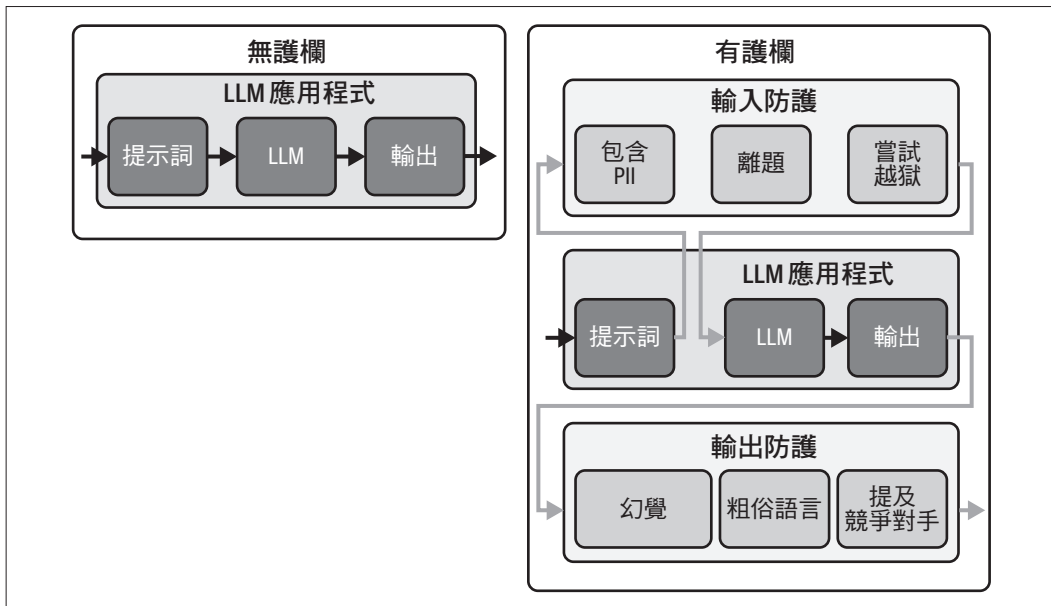 無護欄
LLM 應用程式
提示詞
LLM
輸出
有護欄
輸入防護
包含
PII
離題
嘗試
越獄
LLM 應用程式
提示詞
LLM
輸出
輸出防護
幻覺
粗俗語言
提及
競爭對手